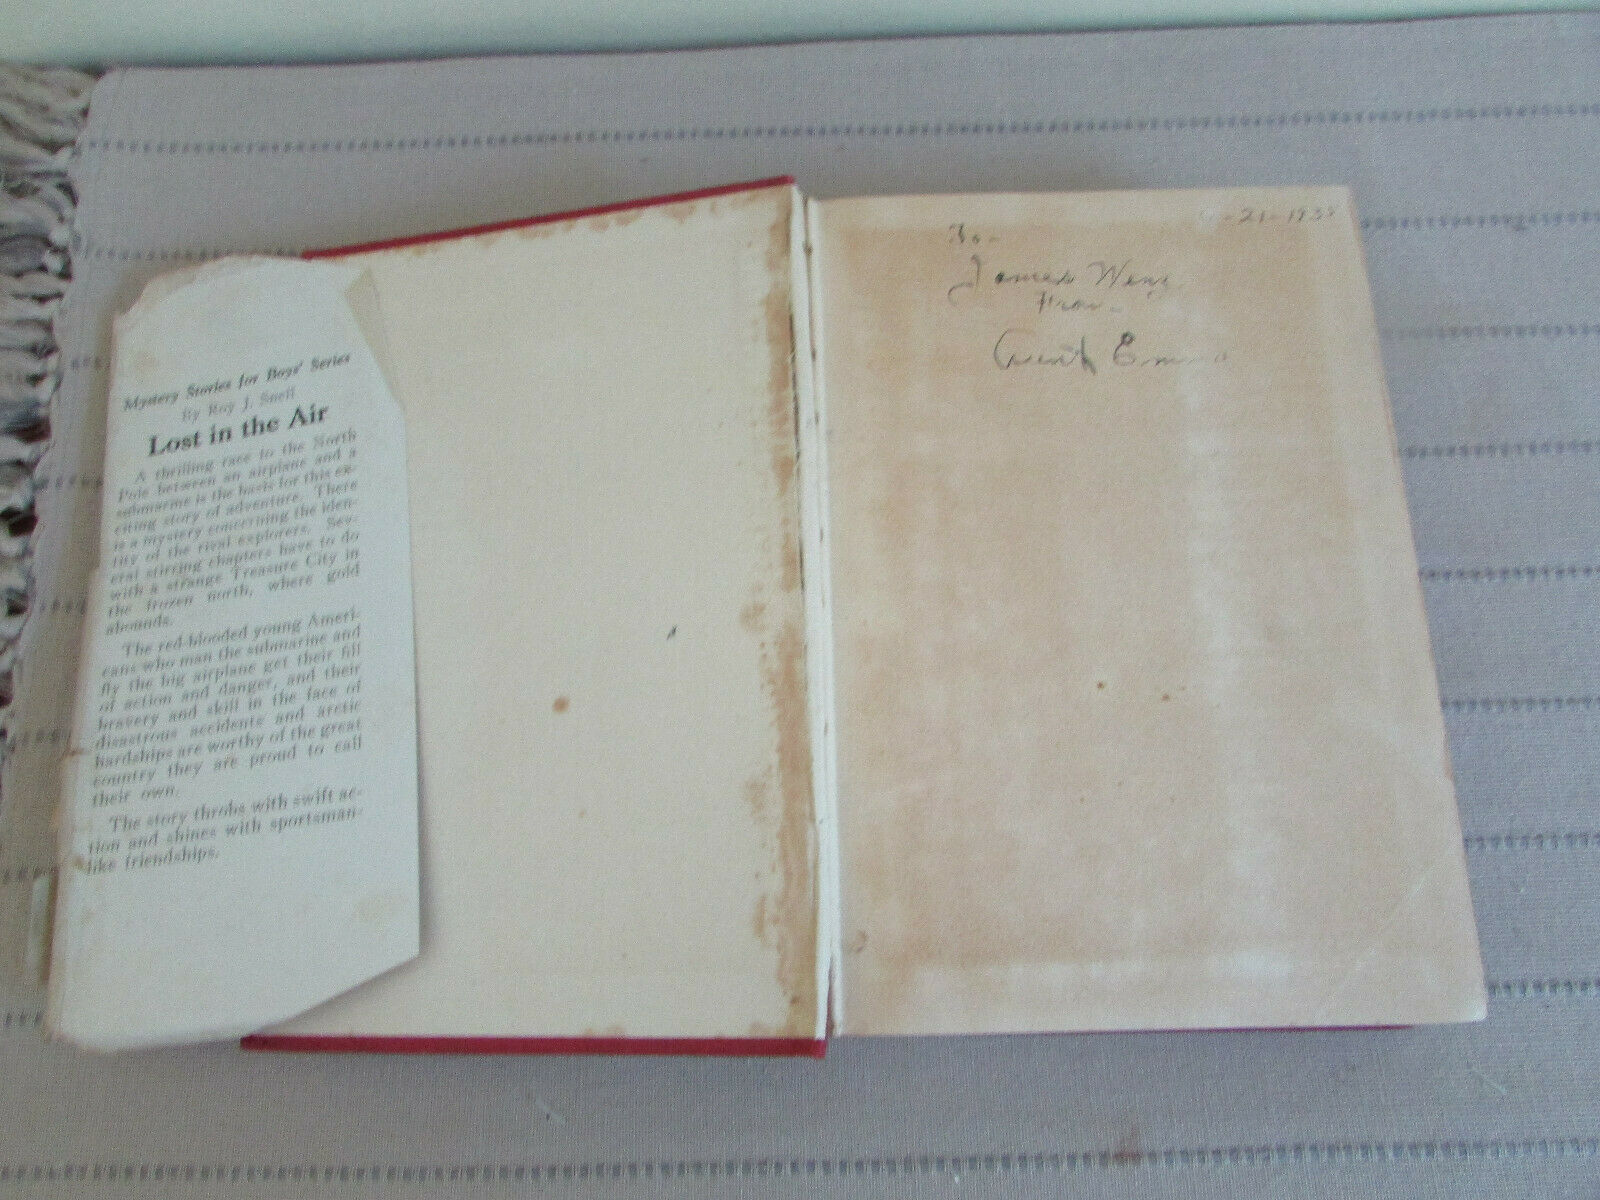 Mystery Stories for Boys' Series
By Roy J. Snell
Lost in the Air
A thrilling race to the North
Pole between an airplane and a
submarine is the basis for this ex-
citing story of adventure. There
is a mystery concerning the iden-
tity of the rival explorers. Sev-
eral stirring chapters have to do
with a strange Treasure City in
the frozen north, where gold
abounds.
The red-blooded young Ameri-
cans who man the submarine and
fly the big airplane get their fill
of action and danger, and their
bravery and skill in the face of
disastrous accidents and arctic
hardships are worthy of the great
country they are proud to call
their own.
The story throbs with swift ac-
tion and shines with sportsman-
like friendships.
-21-1938
To-
James Wenz
From-
Aunt Emma